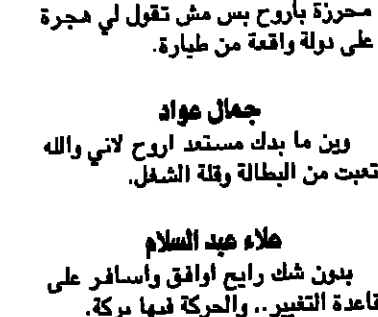 محرزة باروح بس مش تقول لي هجرة
على دولة واقعة من طيارة.
جمال عواد
وين ما بدك مستعد اروح لاني والله
تعبت من البطالة وقلة الشغل.
علاء عبد السلام
بدون شك رايح اوافق وأسافر على
قاعدة التغيير.. والحركة فيها بركة.